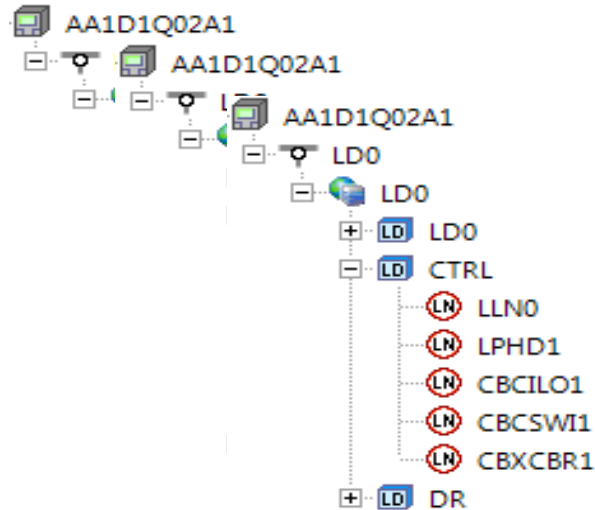 AA1D1Q02A1
AA1D1Q02A1
AA1D1Q02A1
LD0
LD0
LD LD0
LD CTRL
LN LLN0
LN LPHD1
LN CBCILO1
LN CBCSWI1
LN CBXCBR1
LD DR